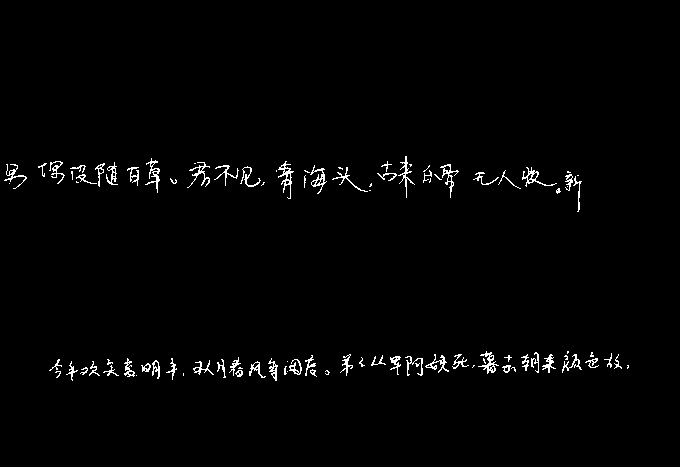 男埋没随百草。君不见,青海头,古来白骨无人收。新
今年欢笑复明年,秋月春风等闲度。弟走从军阿姨死,暮去朝来颜色故,